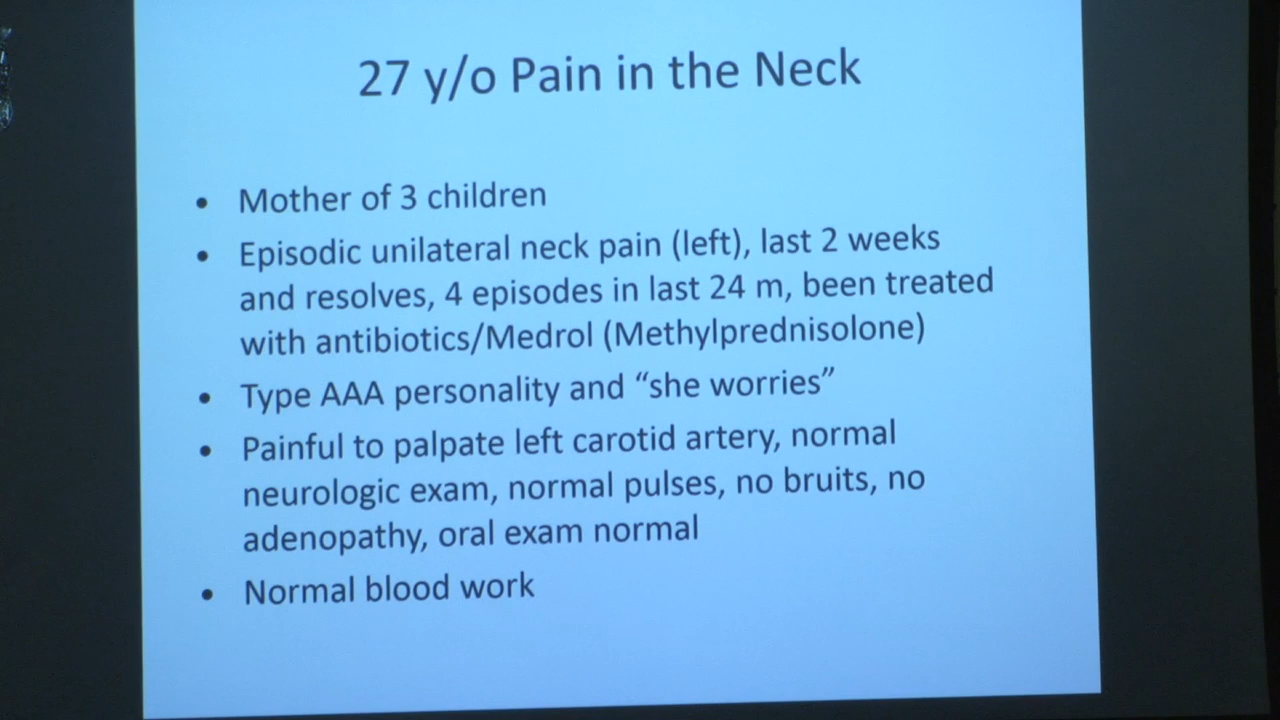 27 y/o Pain in the Neck
• Mother of 3 children
• Episodic unilateral neck pain (left), last 2 weeks
and resolves, 4 episodes in last 24 m, been treated
with antibiotics/Medrol (Methylprednisolone)
• Type AAA personality and “she worries”
• Painful to palpate left carotid artery, normal
neurologic exam, normal pulses, no bruits, no
adenopathy, oral exam normal
• Normal blood work